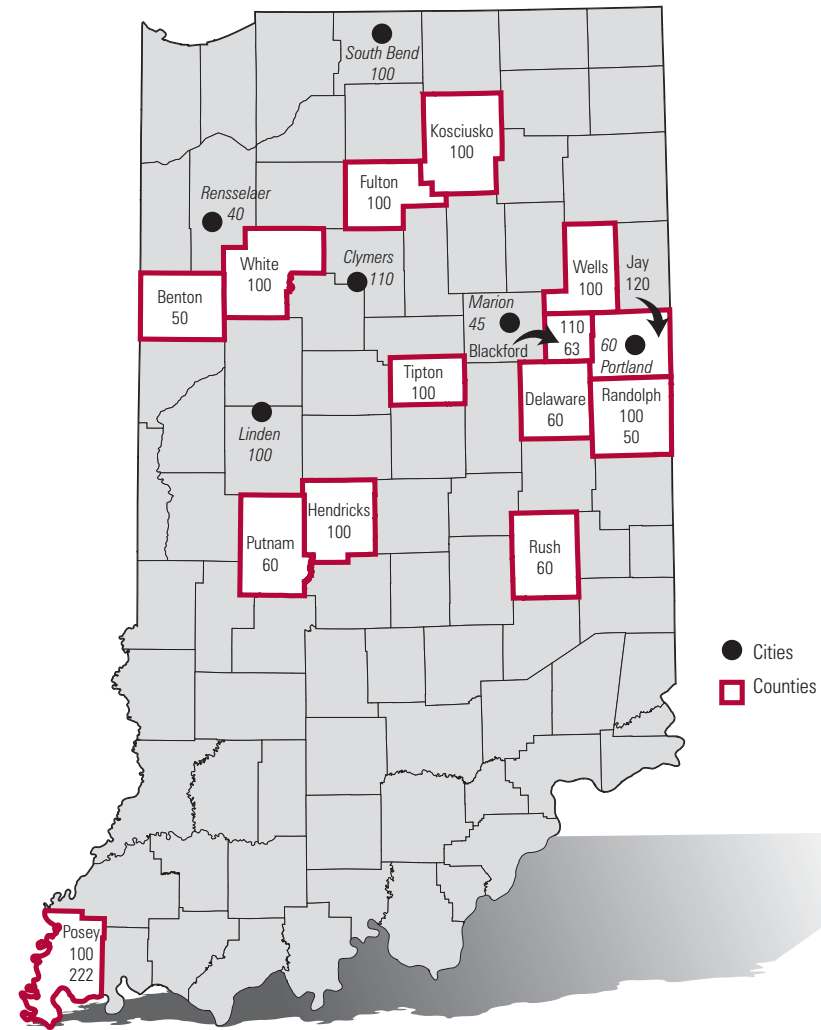 South Bend
100
Kosciusko
100
Fulton
100
Rensselaer
40
White
100
Clymers
110
Benton
50
Wells
100
Jay
120
Marion
45
Blackford
110
63
60
Portland
Tipton
100
Delaware
60
Randolph
100
50
Linden
100
Hendricks
100
Putnam
60
Rush
60
Cities
Counties
Posey
100
222